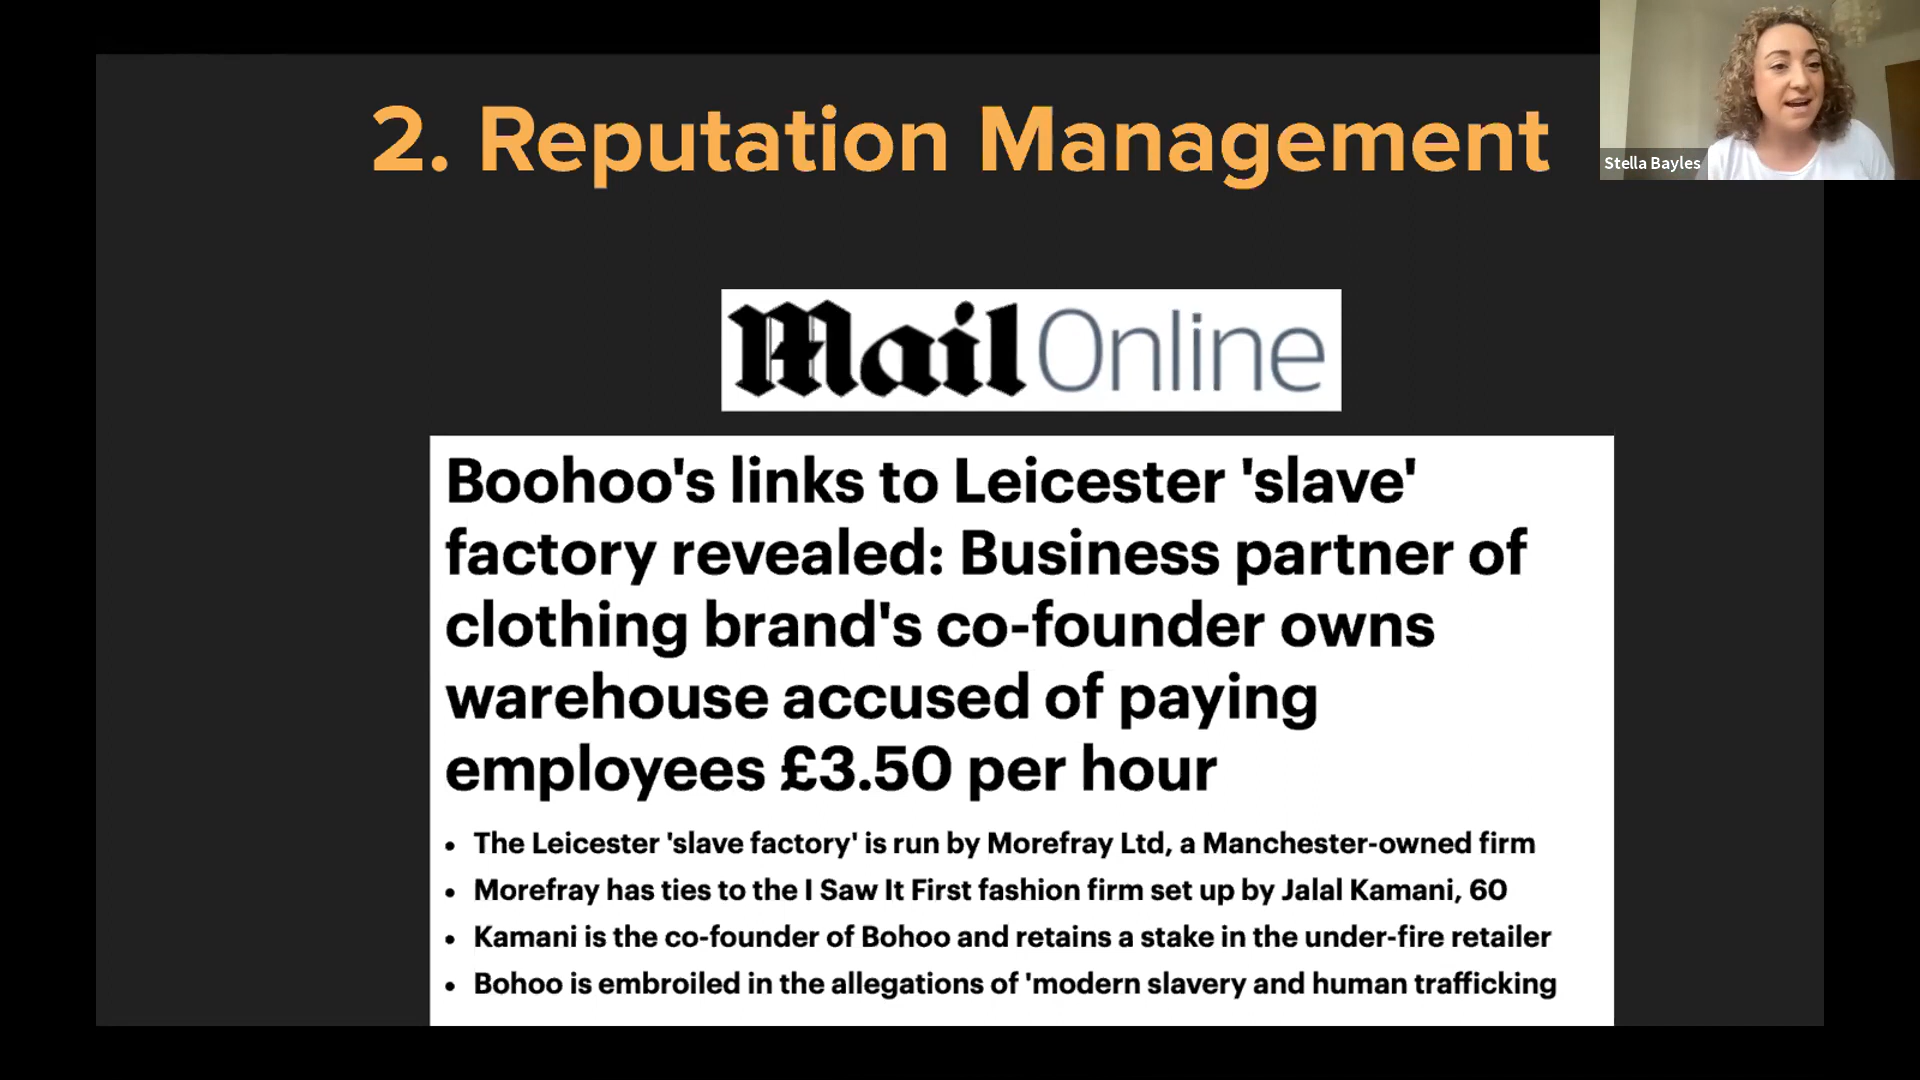 2. Reputation Management
Stella Bayles
Mail Online
Boohoo's links to Leicester 'slave'
factory revealed: Business partner of
clothing brand's co-founder owns
warehouse accused of paying
employees £3.50 per hour
• The Leicester 'slave factory' is run by Morefray Ltd, a Manchester-owned firm
• Morefray has ties to the I Saw It First fashion firm set up by Jalal Kamani, 60
• Kamani is the co-founder of Bohoo and retains a stake in the under-fire retailer
• Bohoo is embroiled in the allegations of 'modern slavery and human trafficking